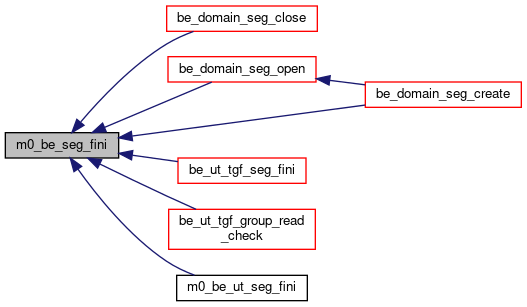 be_domain_seg_close
be_domain_seg_open
be_domain_seg_create
m0_be_seg_fini
be_ut_tgf_seg_fini
be_ut_tgf_group_read
_check
m0_be_ut_seg_fini